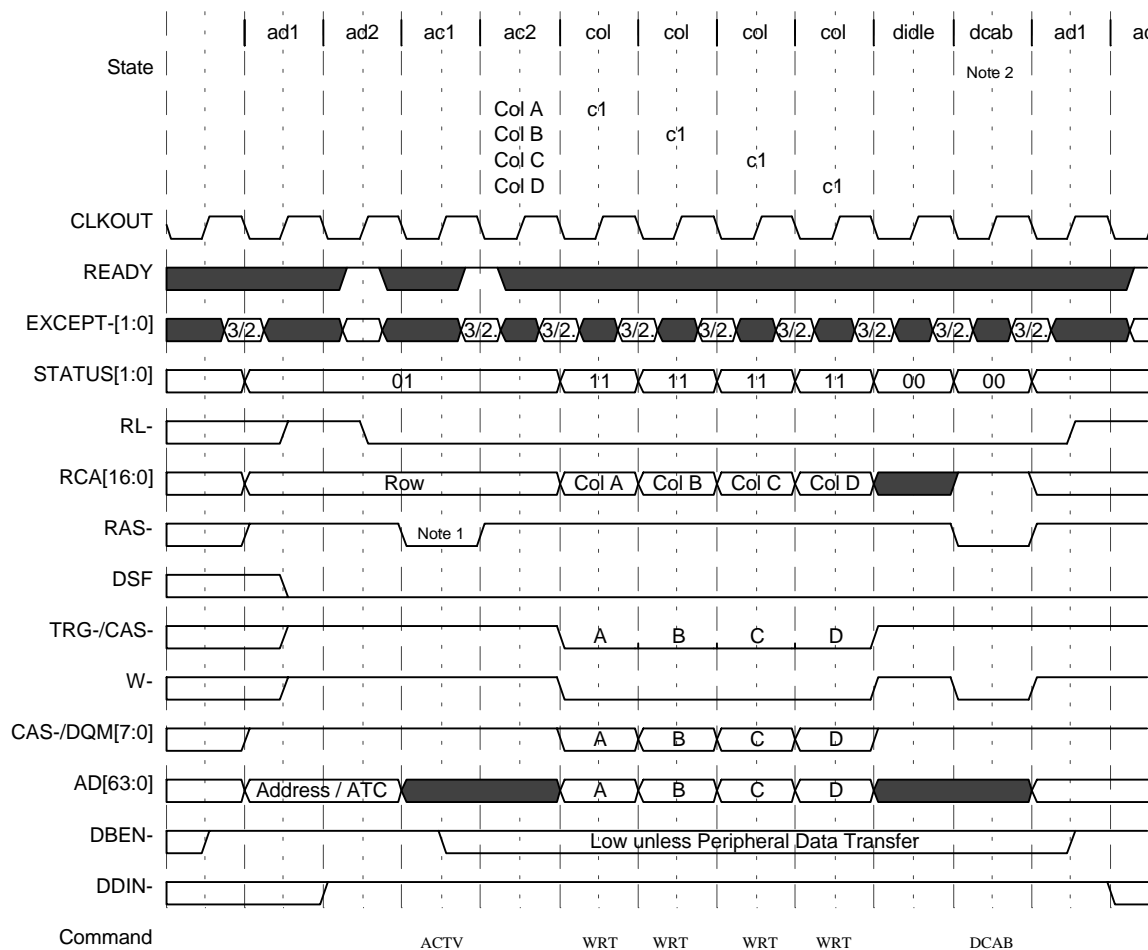 ad1 ad2 ac1 ac2 col col col col didle dcab ad1
State Note 2
Col A c1
Col B c1
Col C c1
Col D c1
CLKOUT
READY
EXCEPT-[1:0] 3/2. 3/2. 3/2. 3/2. 3/2. 3/2. 3/2. 3/2. 3/2.
STATUS[1:0] 01 11 11 11 11 00 00
RL-
RCA[16:0] Row Col A Col B Col C Col D
RAS- Note 1
DSF
TRG-/CAS- A B C D
W-
CAS-/DQM[7:0] A B C D
AD[63:0] Address / ATC A B C D
DBEN- Low unless Peripheral Data Transfer
DDIN-
Command ACTV WRT WRT WRT WRT DCAB